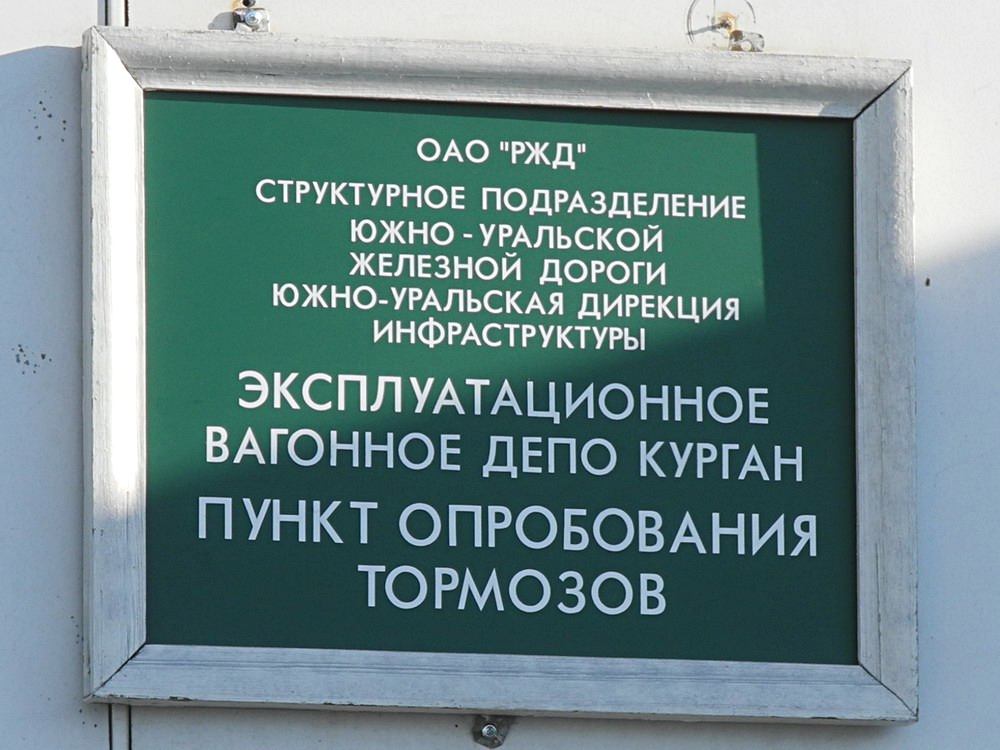 ОАО "РЖД"
СТРУКТУРНОЕ ПОДРАЗДЕЛЕНИЕ
ЮЖНО - УРАЛЬСКОЙ
ЖЕЛЕЗНОЙ ДОРОГИ
ЮЖНО-УРАЛЬСКАЯ ДИРЕКЦИЯ
ИНФРАСТРУКТУРЫ
ЭКСПЛУАТАЦИОННОЕ
ВАГОННОЕ ДЕПО КУРГАН
ПУНКТ ОПРОБОВАНИЯ
ТОРМОЗОВ